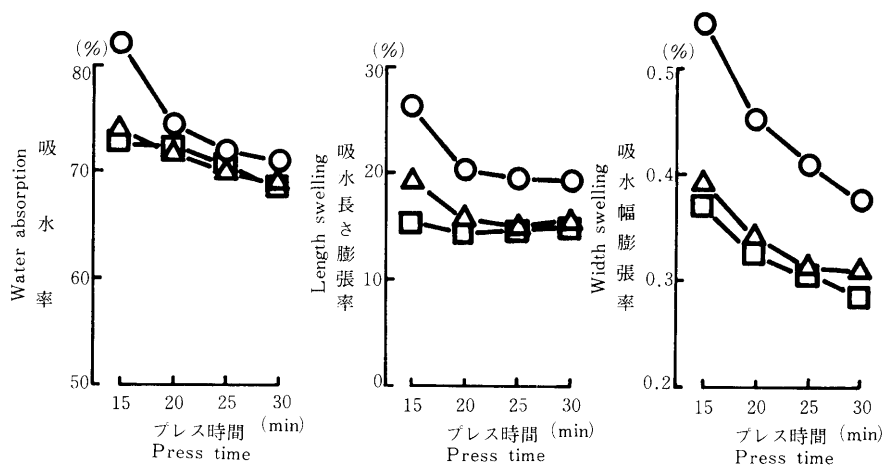 (%)
80
70
60
50
吸水率
Water absorption
15 20 25 30
プレス時間 (min)
Press time
(%)
30
20
10
0
吸水長さ膨張率
Length swelling
15 20 25 30
プレス時間 (min)
Press time
(%)
0.5
0.4
0.3
0.2
吸水幅膨張率
Width swelling
15 20 25 30
プレス時間 (min)
Press time